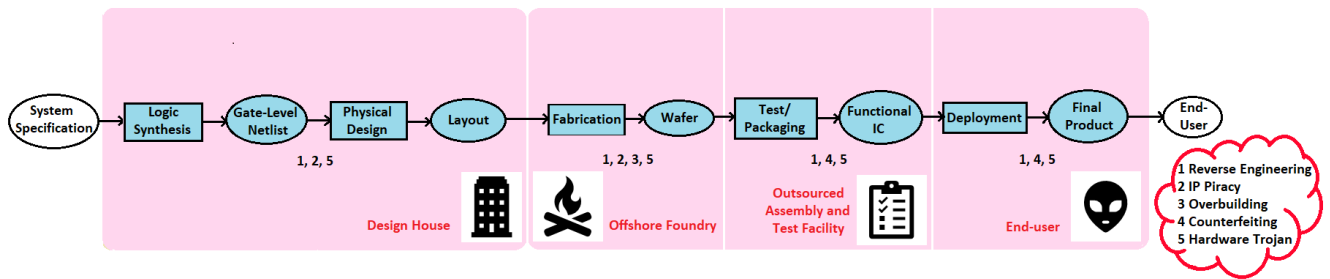 System
Specification
Logic
Synthesis
Gate-Level
Netlist
Physical
Design
Layout
Fabrication
Wafer
Test/
Packaging
Functional
IC
Deployment
Final
Product
End-
User
1, 2, 5
1, 2, 3, 5
1, 4, 5
1, 4, 5
Design House
Offshore Foundry
Outsourced
Assembly and
Test Facility
End-user
1 Reverse Engineering
2 IP Piracy
3 Overbuilding
4 Counterfeiting
5 Hardware Trojan